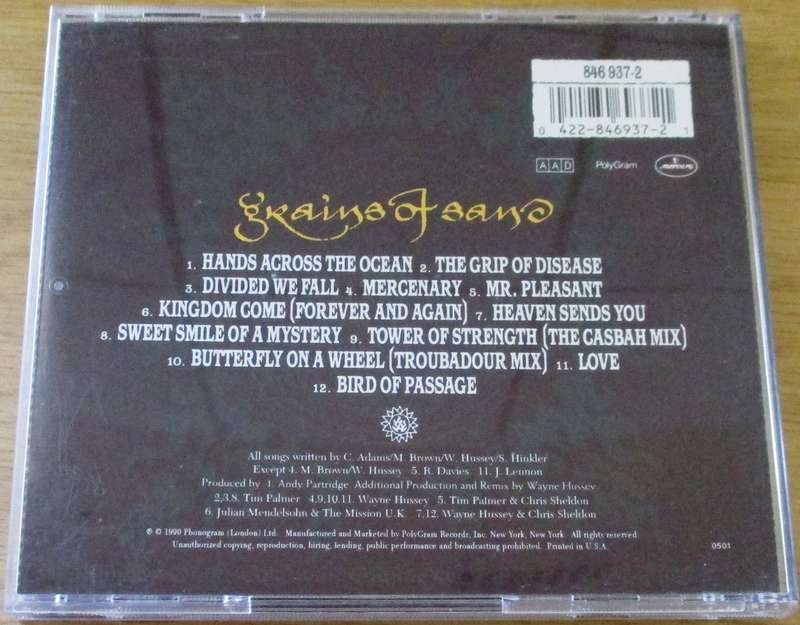 846 937-2
0 422-846937-2 1
AAD PolyGram mercury
grains of sand
1. HANDS ACROSS THE OCEAN 2. THE GRIP OF DISEASE
3. DIVIDED WE FALL 4. MERCENARY 5. MR. PLEASANT
6. KINGDOM COME (FOREVER AND AGAIN) 7. HEAVEN SENDS YOU
8. SWEET SMILE OF A MYSTERY 9. TOWER OF STRENGTH (THE CASBAH MIX)
10. BUTTERFLY ON A WHEEL (TROUBADOUR MIX) 11. LOVE
12. BIRD OF PASSAGE
All songs written by C. Adams/M. Brown/W. Hussey/S. Hinkler
Except 4. M. Brown/W. Hussey 5. R. Davies 11. J. Lennon
Produced by 1. Andy Partridge Additional Production and Remix by Wayne Hussey
2,3,8. Tim Palmer 4,9,10,11. Wayne Hussey 5. Tim Palmer & Chris Sheldon
6. Julian Mendelsohn & The Mission U.K. 7,12. Wayne Hussey & Chris Sheldon
℗ © 1990 Phonogram (London) Ltd. Manufactured and Marketed by PolyGram Records, Inc. New York, New York. All rights reserved
Unauthorized copying, reproduction, hiring, lending, public performance and broadcasting prohibited. Printed in U.S.A. 0501